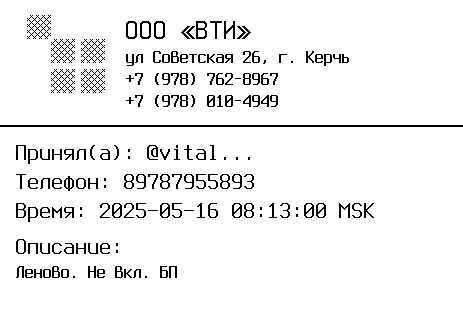 ООО «ВТИ»
ул Советская 26, г. Керчь
+7 (978) 762-8967
+7 (978) 010-4949
Принял(а): @vital...
Телефон: 89787955893
Время: 2025-05-16 08:13:00 MSK
Описание:
Леново. Не вкл. БП